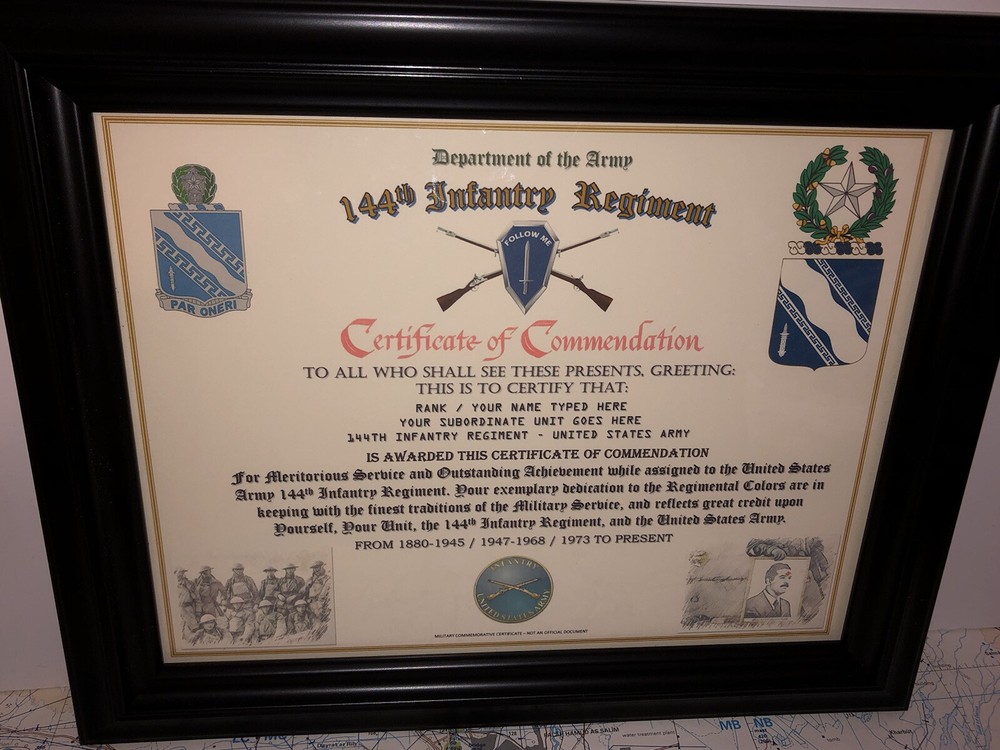 Department of the Army
144th Infantry Regiment
FOLLOW ME
PAR ONERI
Certificate of Commendation
TO ALL WHO SHALL SEE THESE PRESENTS, GREETING:
THIS IS TO CERTIFY THAT:
RANK / YOUR NAME TYPED HERE
YOUR SUBORDINATE UNIT GOES HERE
144TH INFANTRY REGIMENT - UNITED STATES ARMY
IS AWARDED THIS CERTIFICATE OF COMMENDATION
For Meritorious Service and Outstanding Achievement while assigned to the United States
Army 144th Infantry Regiment. Your exemplary dedication to the Regimental Colors are in
keeping with the finest traditions of the Military Service, and reflects great credit upon
Yourself, Your Unit, the 144th Infantry Regiment, and the United States Army.
FROM 1880-1945 / 1947-1968 / 1973 TO PRESENT
INFANTRY
UNITED STATES ARMY
MILITARY COMMEMORATIVE CERTIFICATE - NOT AN OFFICIAL DOCUMENT
MB NB
water treatment plant